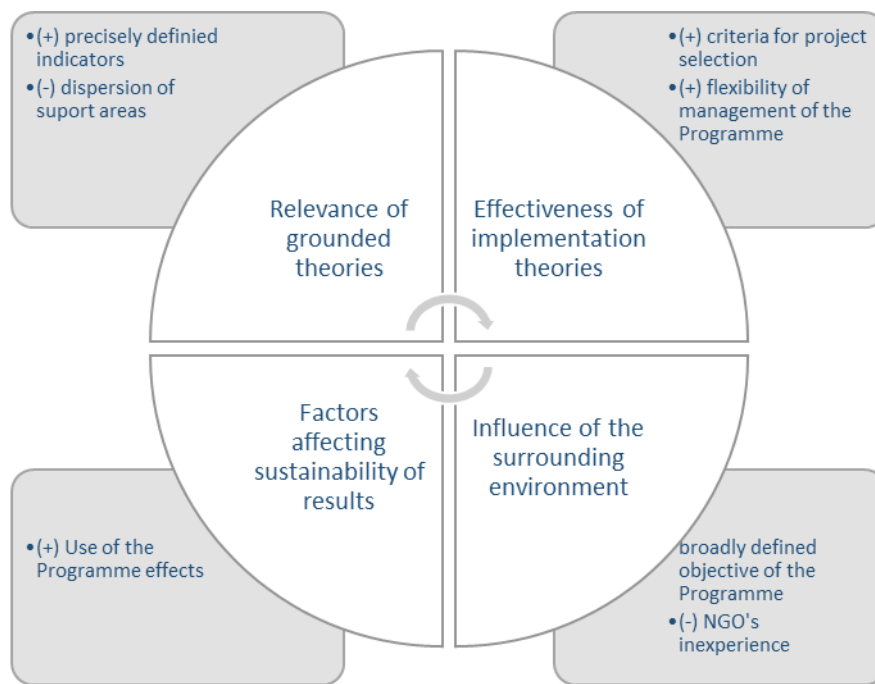 •(+) precisely definied
indicators
•(-) dispersion of
suport areas
•(+) criteria for project
selection
•(+) flexibility of
management of the
Programme
Relevance of
grounded
theories
Effectiveness of
implementation
theories
Factors
affecting
sustainability of
results
Influence of the
surrounding
environment
•(+) Use of the
Programme effects
broadly defined
objective of the
Programme
•(-) NGO's
inexperience